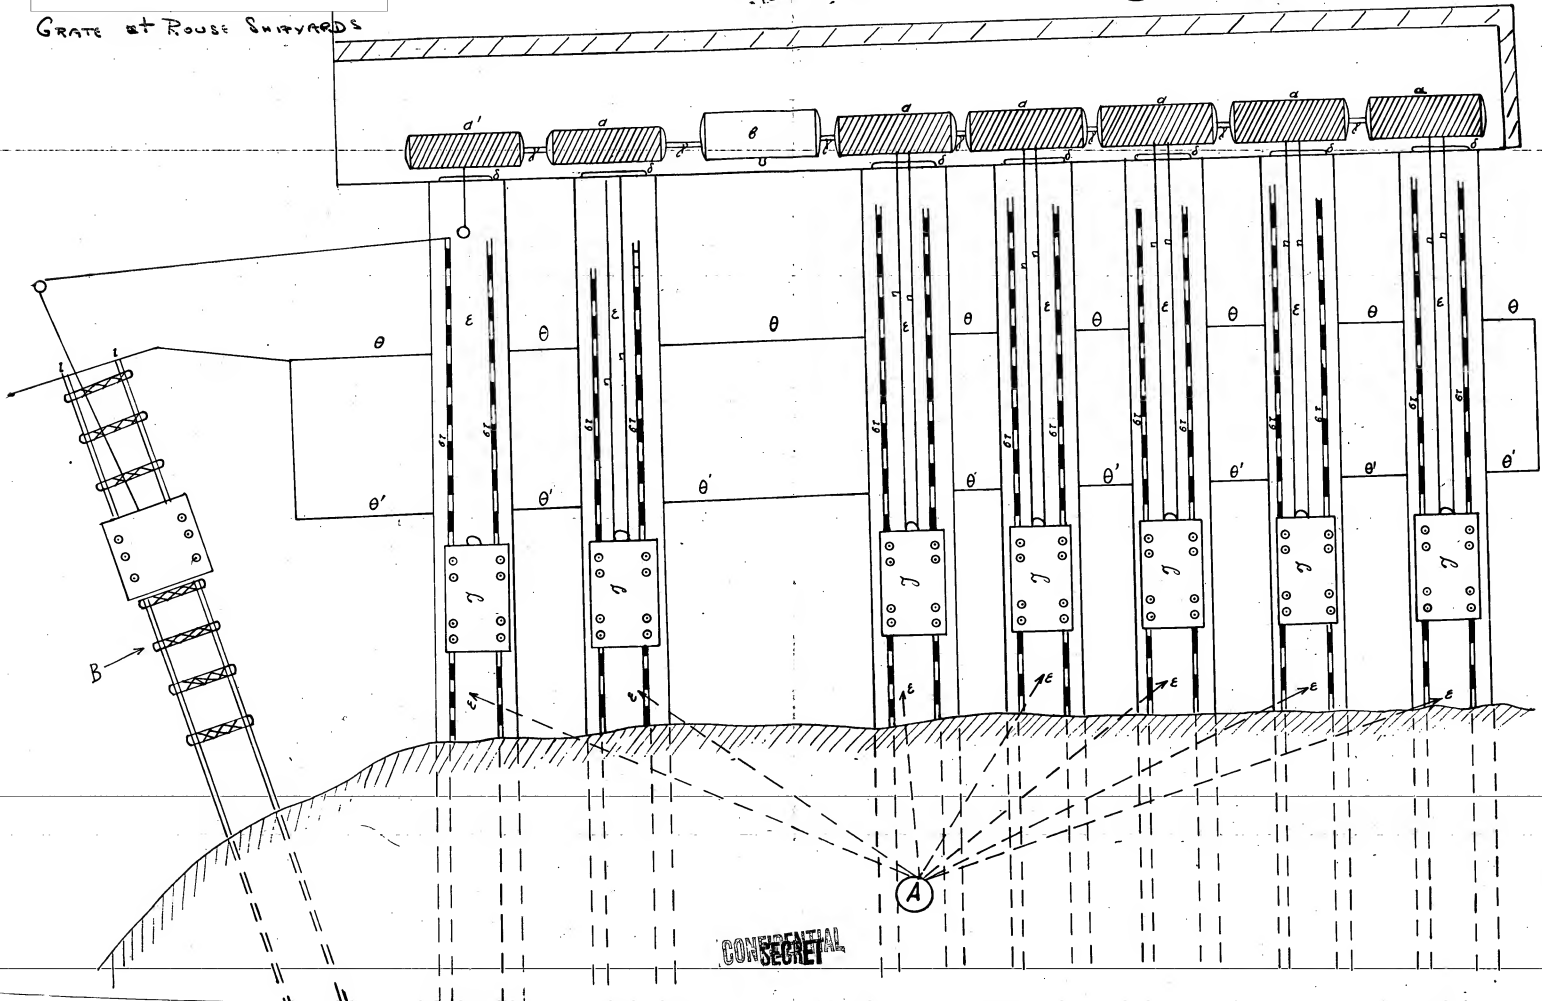 GRATE at ROUSE SHIPYARDS
a' a B a a a a a
γ γ γ γ γ γ γ
δ δ δ δ δ δ δ
ε ε ε ε ε ε ε
η η η η η η η η η η η η
θ θ θ θ θ θ θ θ
ι ι
θ' θ' θ' θ' θ' θ' θ' θ'
J J J J J J J
B
ε ε ε ε ε ε ε
A
CONFIDENTIAL
SECRET